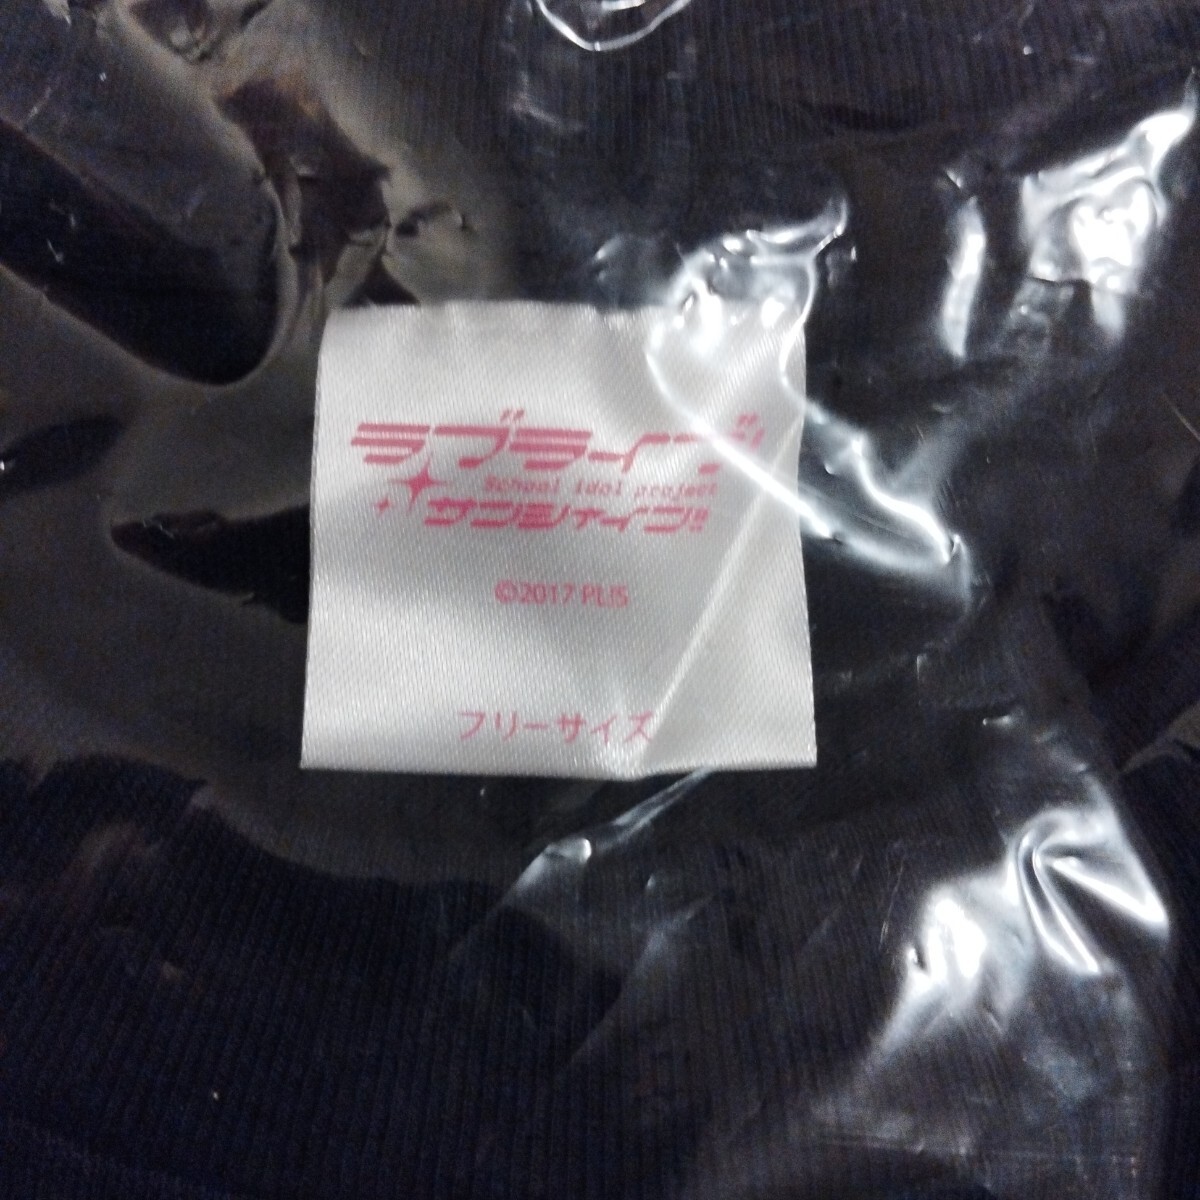 ラブライブ!
School idol project
サンシャイン!!
©2017 PL!S
フリーサイズ